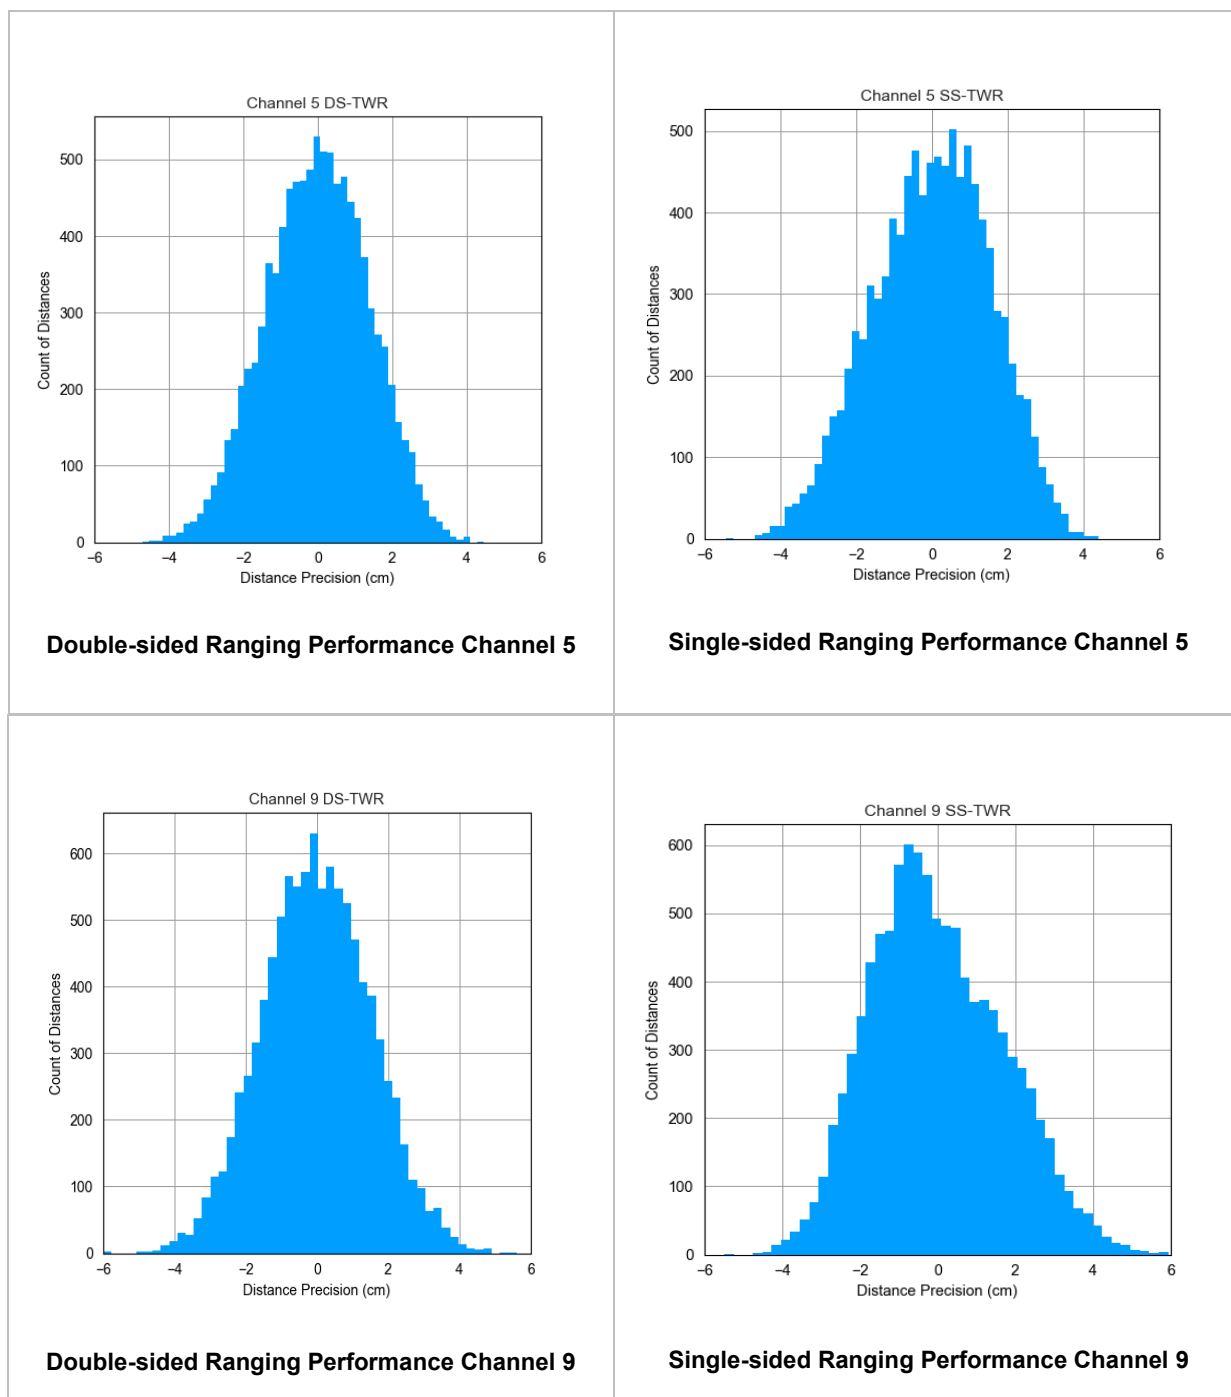 Channel 5 DS-TWR
500
400
300
200
100
0
Count of Distances
−6 −4 −2 0 2 4 6
Distance Precision (cm)
Double-sided Ranging Performance Channel 5
Channel 5 SS-TWR
500
400
300
200
100
0
Count of Distances
−6 −4 −2 0 2 4 6
Distance Precision (cm)
Single-sided Ranging Performance Channel 5
Channel 9 DS-TWR
600
500
400
300
200
100
0
Count of Distances
−6 −4 −2 0 2 4 6
Distance Precision (cm)
Double-sided Ranging Performance Channel 9
Channel 9 SS-TWR
600
500
400
300
200
100
0
Count of Distances
−6 −4 −2 0 2 4 6
Distance Precision (cm)
Single-sided Ranging Performance Channel 9